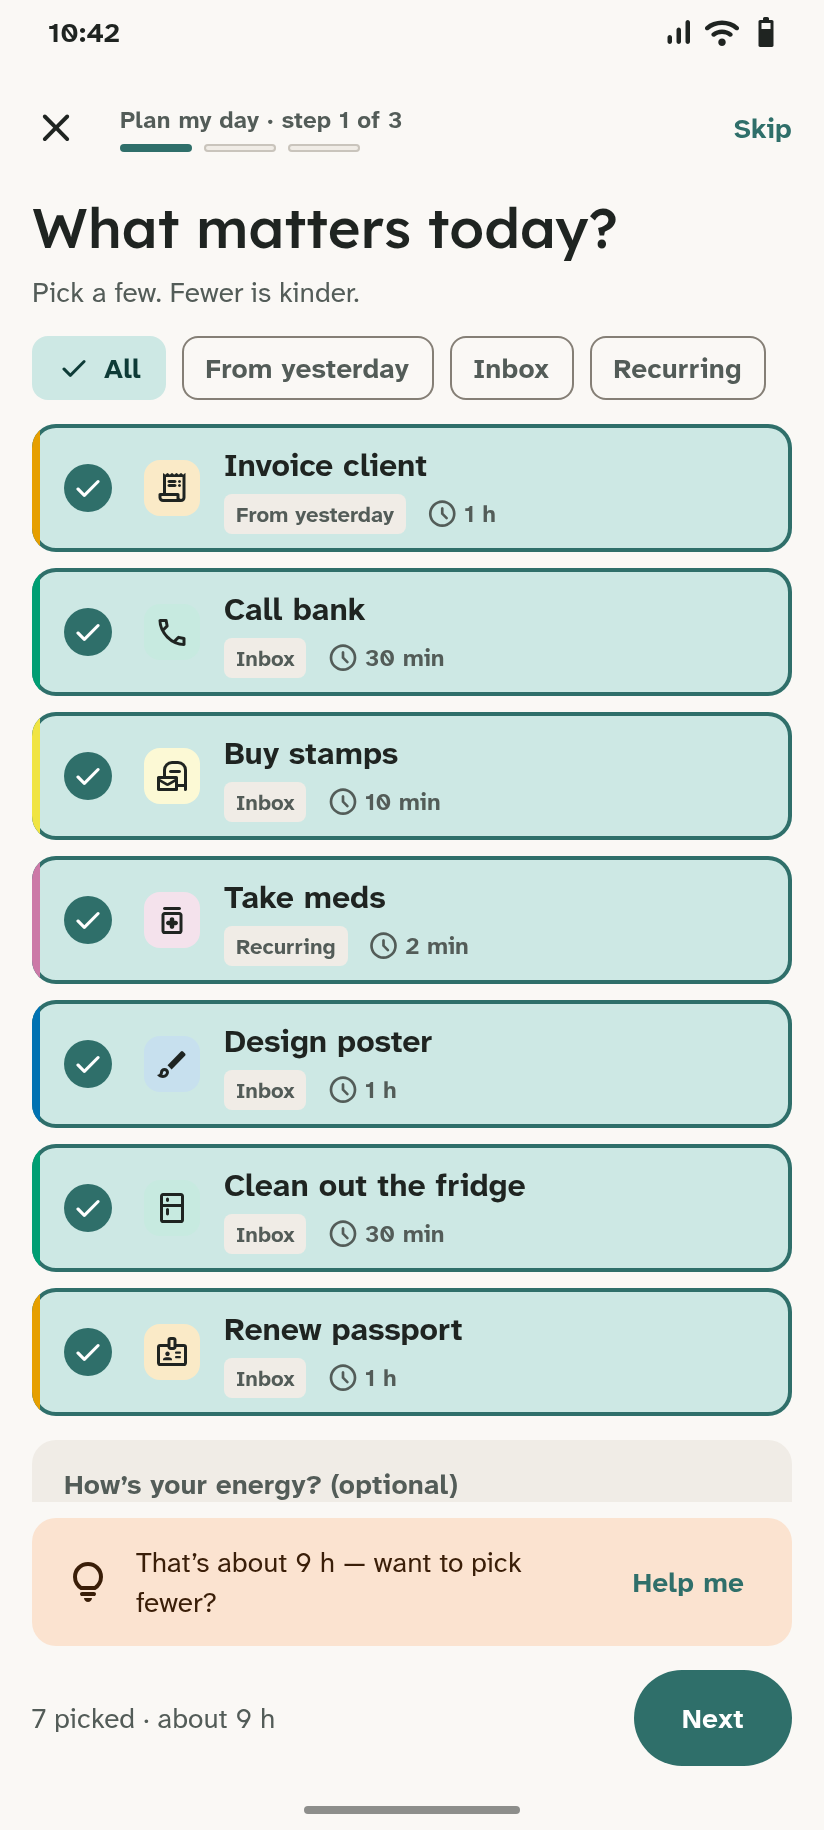 10:42
Plan my day · step 1 of 3
Skip
What matters today?
Pick a few. Fewer is kinder.
All
From yesterday
Inbox
Recurring
Invoice client
From yesterday
1 h
Call bank
Inbox
30 min
Buy stamps
Inbox
10 min
Take meds
Recurring
2 min
Design poster
Inbox
1 h
Clean out the fridge
Inbox
30 min
Renew passport
Inbox
1 h
How’s your energy? (optional)
That’s about 9 h — want to pick
fewer?
Help me
7 picked · about 9 h
Next